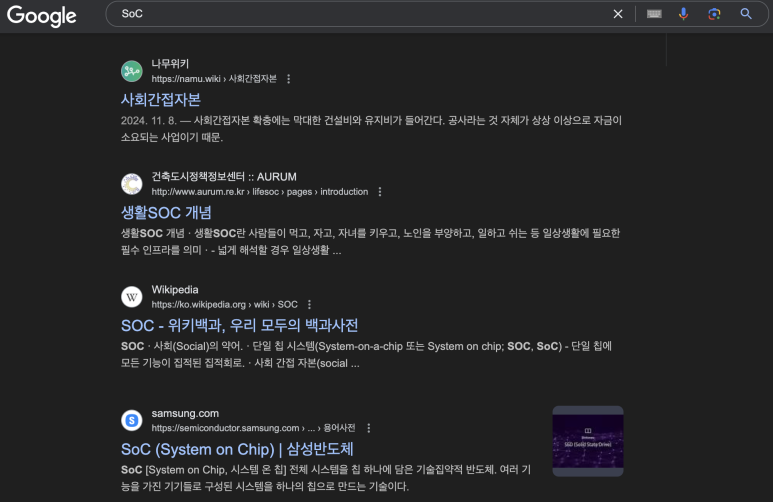 Google
SoC
나무위키
https://namu.wiki › 사회간접자본
사회간접자본
2024. 11. 8. — 사회간접자본 확충에는 막대한 건설비와 유지비가 들어간다. 공사라는 것 자체가 상상 이상으로 자금이
소요되는 사업이기 때문.
건축도시정책정보센터 :: AURUM
http://www.aurum.re.kr › lifesoc › pages › introduction
생활SOC 개념
생활SOC 개념 · 생활SOC란 사람들이 먹고, 자고, 자녀를 키우고, 노인을 부양하고, 일하고 쉬는 등 일상생활에 필요한
필수 인프라를 의미 · - 넓게 해석할 경우 일상생활 ...
Wikipedia
https://ko.wikipedia.org › wiki › SOC
SOC - 위키백과, 우리 모두의 백과사전
SOC · 사회(Social)의 약어. · 단일 칩 시스템(System-on-a-chip 또는 System on chip; SOC, SoC) - 단일 칩에
모든 기능이 집적된 집적회로. · 사회 간접 자본(social ...
samsung.com
https://semiconductor.samsung.com › ... › 용어사전
SoC (System on Chip) | 삼성반도체
SoC [System on Chip, 시스템 온 칩] 전체 시스템을 칩 하나에 담은 기술집약적 반도체. 여러 기
능을 가진 기기들로 구성된 시스템을 하나의 칩으로 만드는 기술이다.
SSD (Solid State Drive)